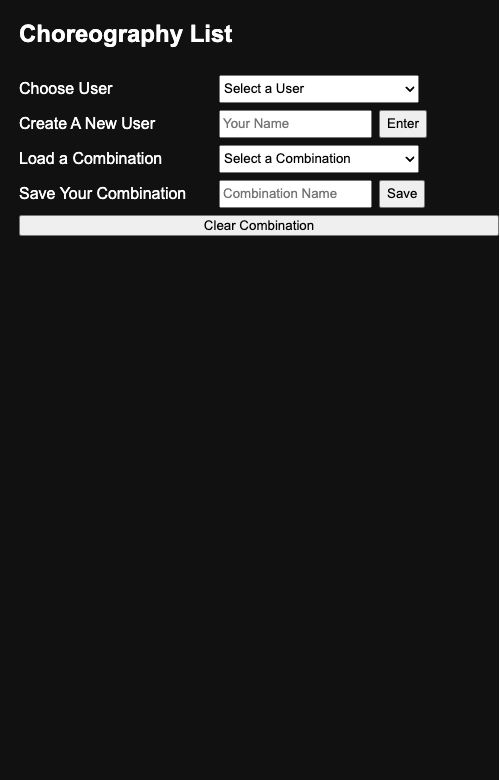 Choreography List
Choose User Select a User
Create A New User Your Name Enter
Load a Combination Select a Combination
Save Your Combination Combination Name Save
Clear Combination